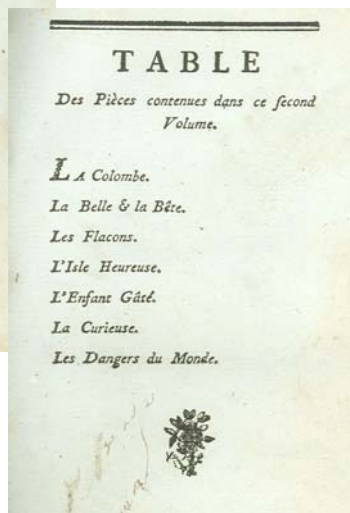 TABLE
Des Pièces contenues dans ce ſecond
Volume.
LA Colombe.
La Belle & la Bête.
Les Flacons.
L'Isle Heureuse.
L'Enfant Gâté.
La Curieuse.
Les Dangers du Monde.